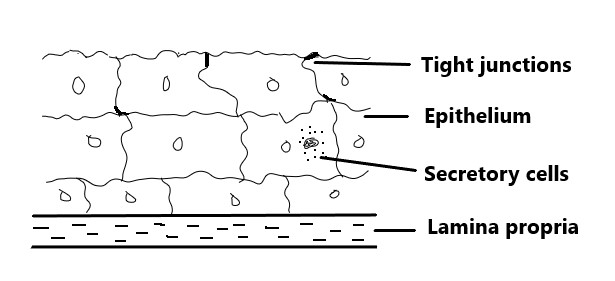 Tight junctions
Epithelium
Secretory cells
Lamina propria